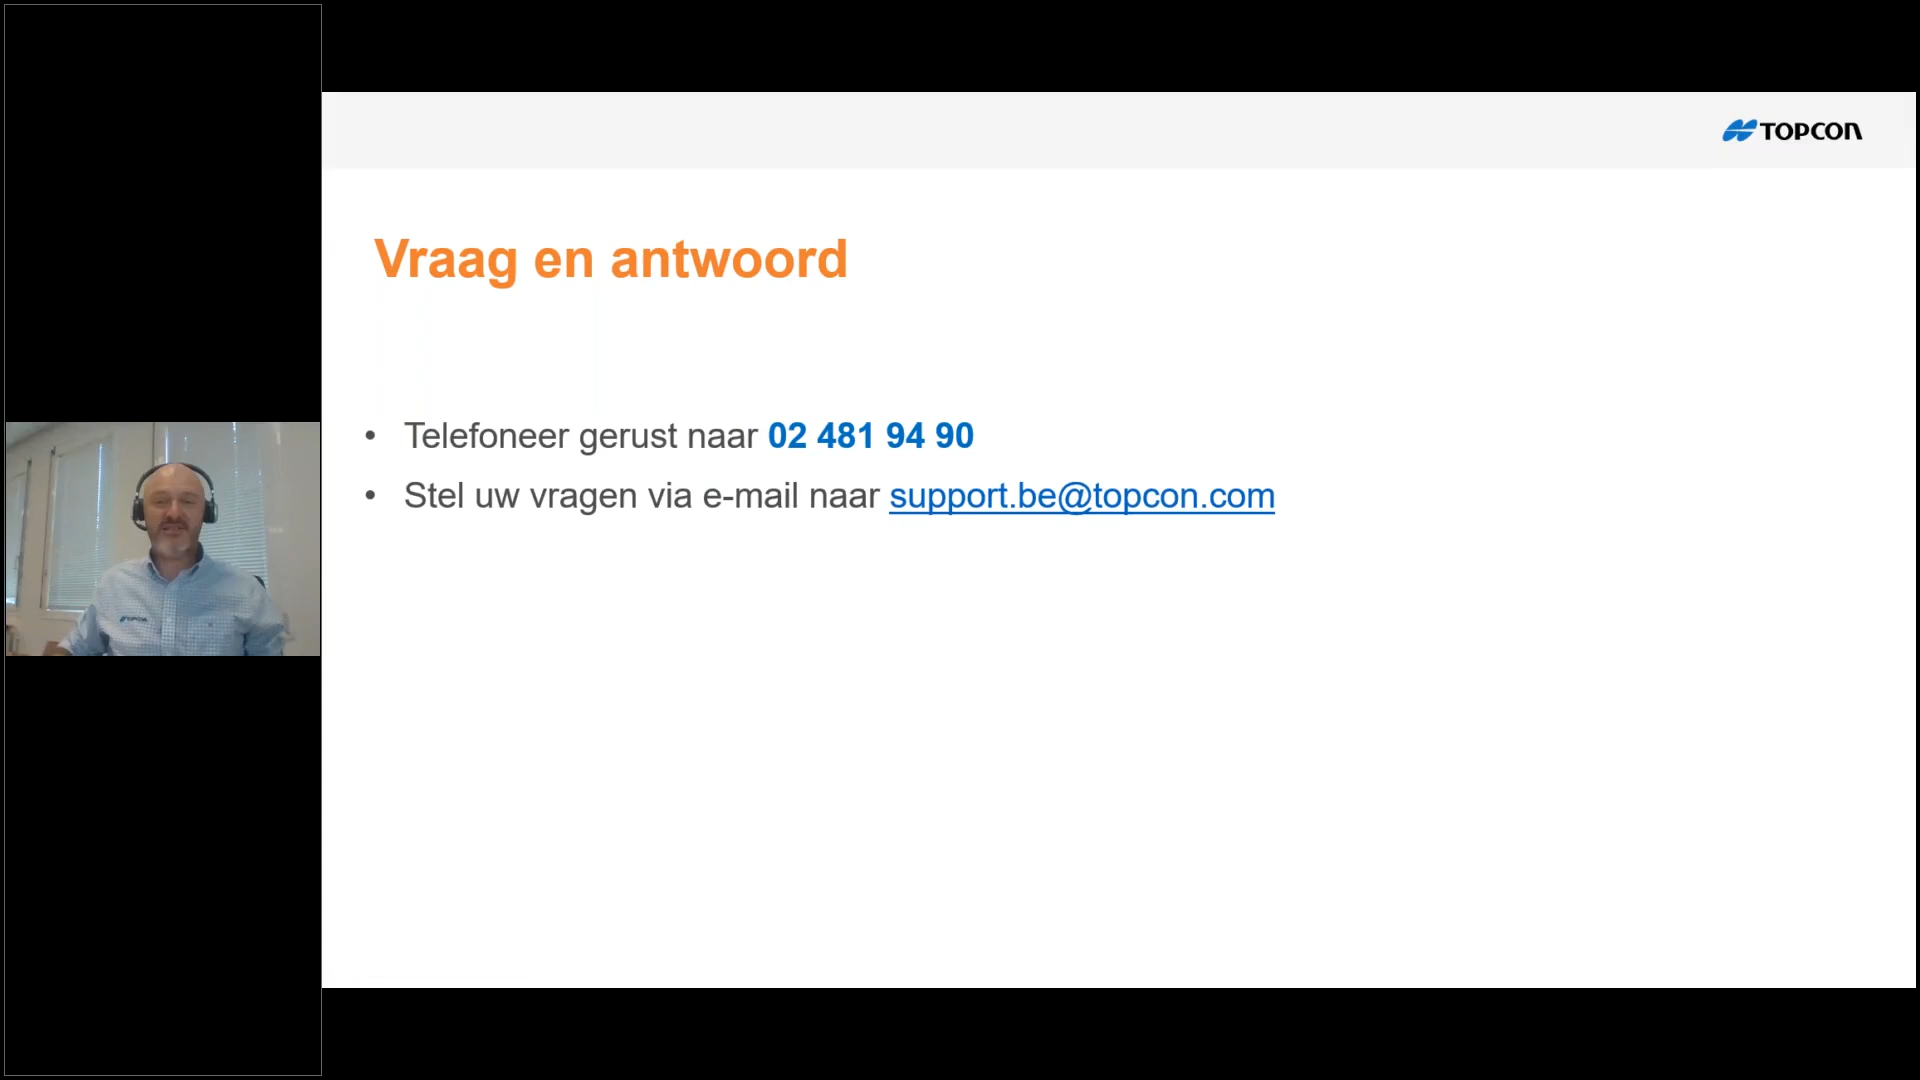 TOPCON
Vraag en antwoord
• Telefoneer gerust naar 02 481 94 90
• Stel uw vragen via e-mail naar support.be@topcon.com
TOPCON